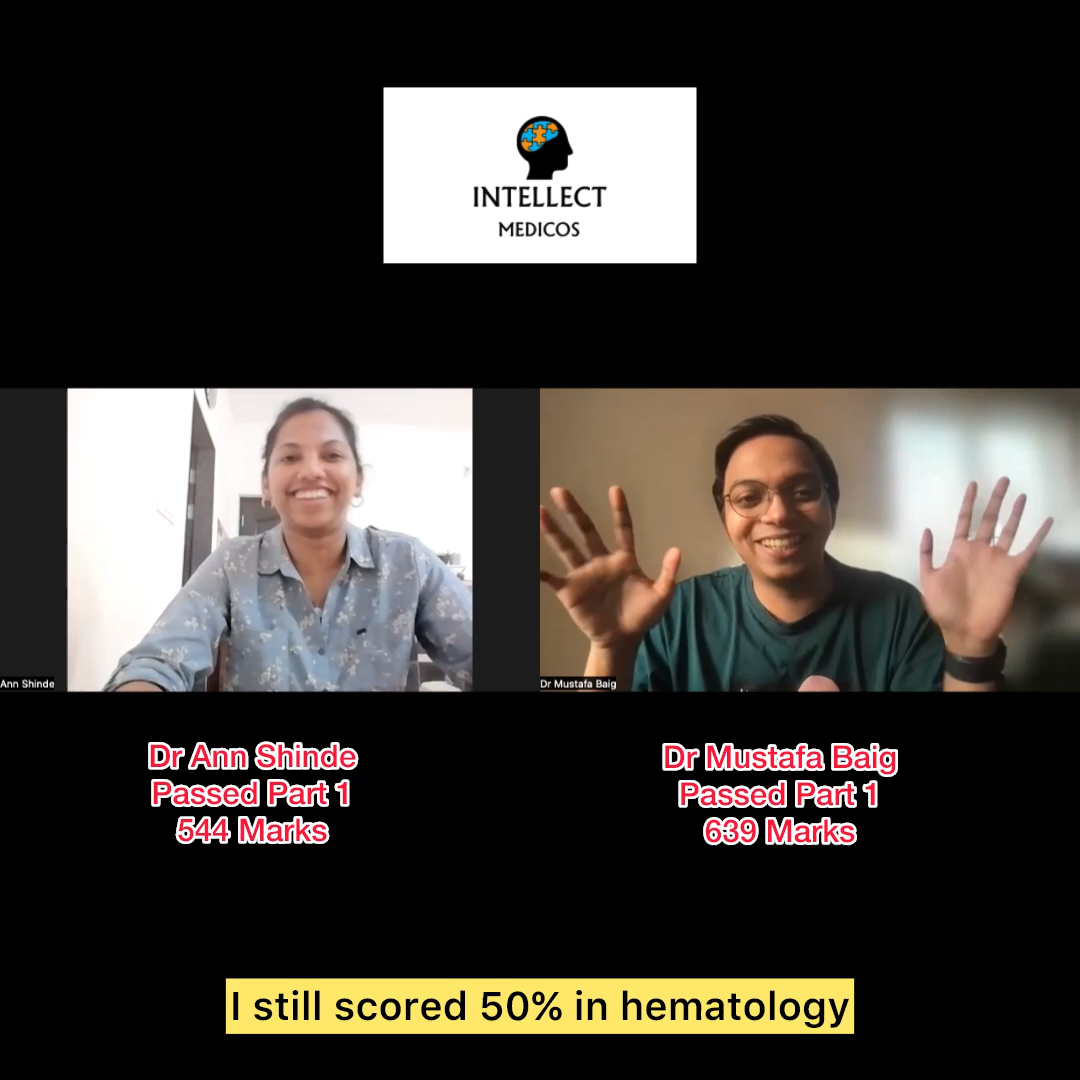 INTELLECT
MEDICOS
Ann Shinde
Dr Mustafa Baig
Dr Ann Shinde
Passed Part 1
544 Marks
Dr Mustafa Baig
Passed Part 1
639 Marks
I still scored 50% in hematology